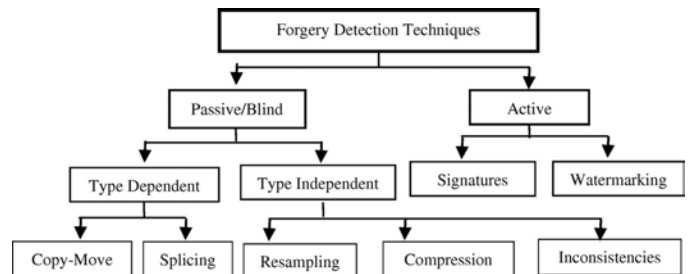 Forgery Detection Techniques
Passive/Blind
Active
Type Dependent
Type Independent
Signatures
Watermarking
Copy-Move
Splicing
Resampling
Compression
Inconsistencies